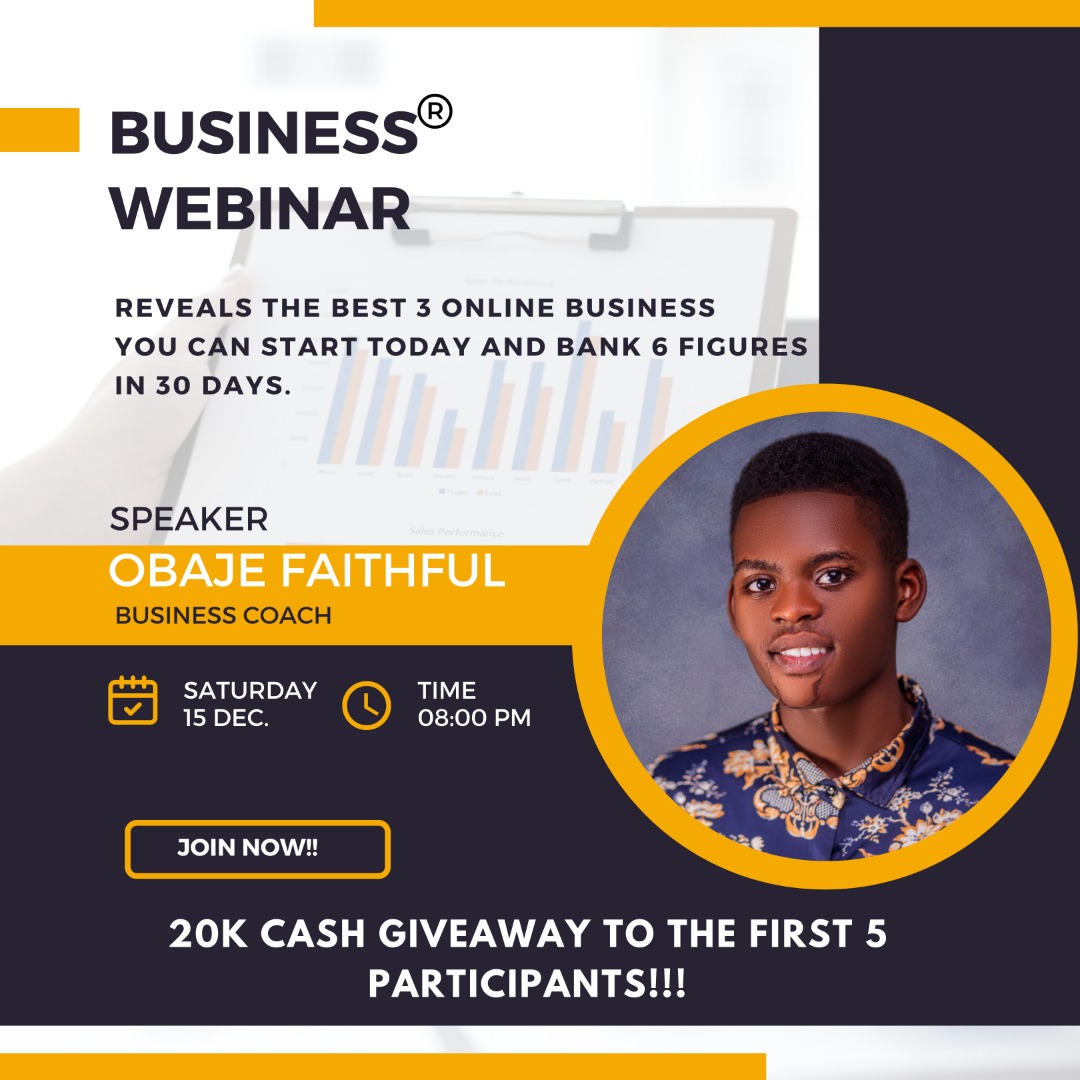 BUSINESS®
WEBINAR
REVEALS THE BEST 3 ONLINE BUSINESS
YOU CAN START TODAY AND BANK 6 FIGURES
IN 30 DAYS.
Sales Performance
SPEAKER
OBAJE FAITHFUL
BUSINESS COACH
SATURDAY
15 DEC.
TIME
08:00 PM
JOIN NOW!!
20K CASH GIVEAWAY TO THE FIRST 5
PARTICIPANTS!!!